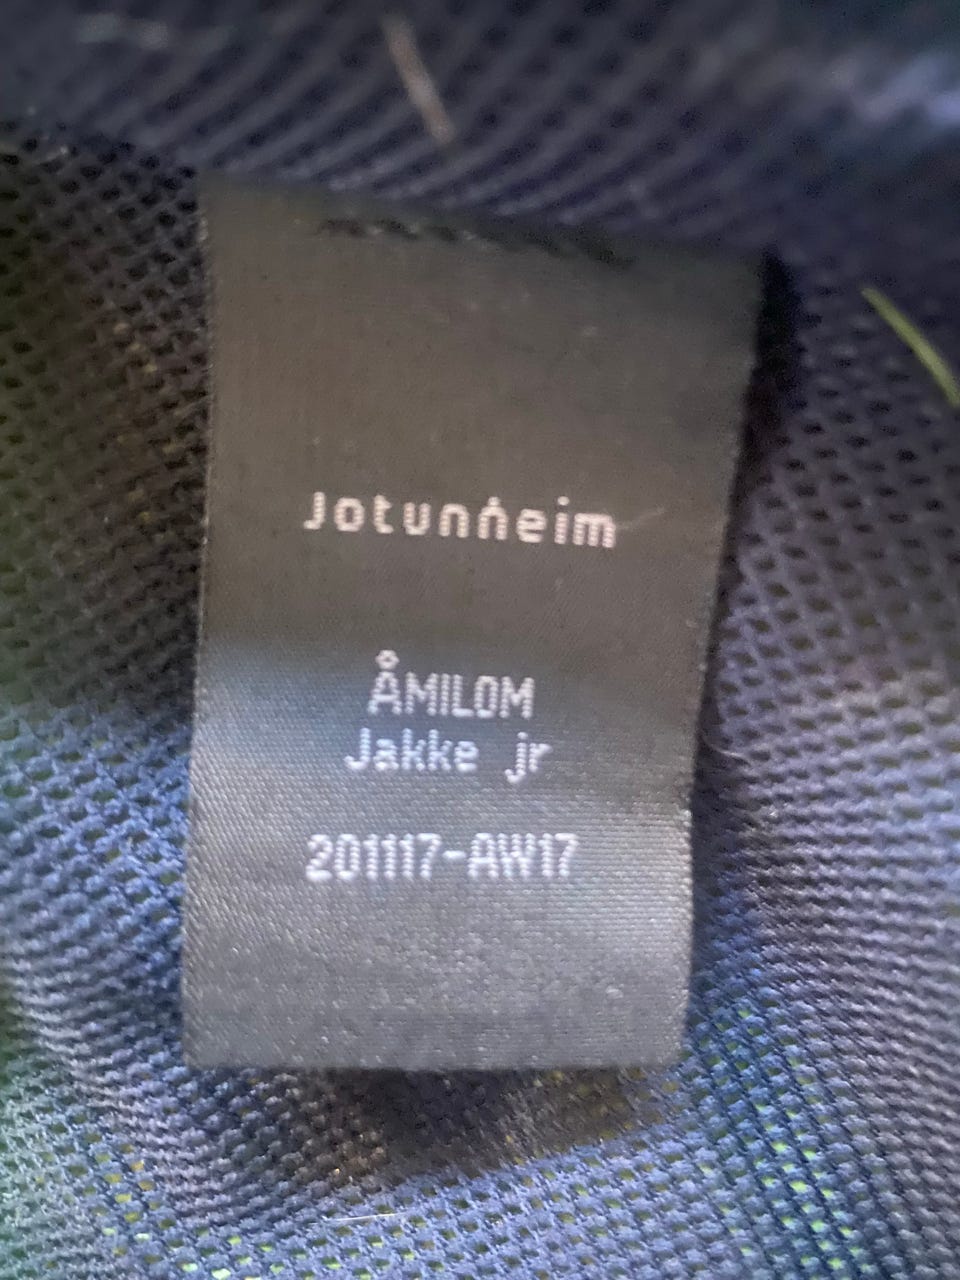 Jotunheim
ÅMILOM
Jakke jr
201117-AW17